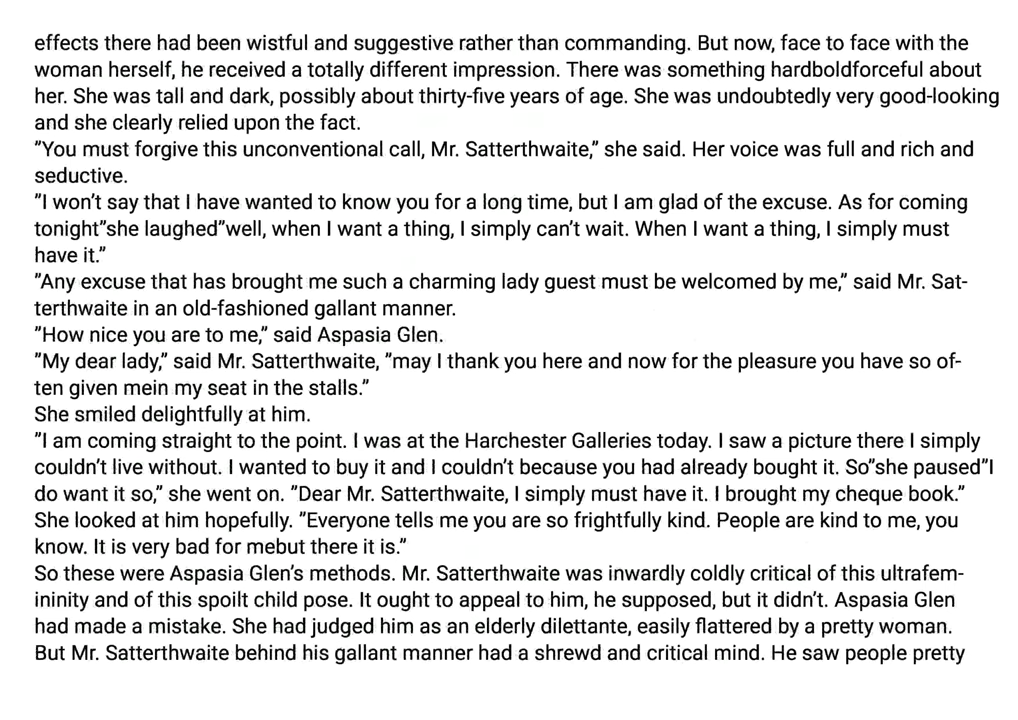 effects there had been wistful and suggestive rather than commanding. But now, face to face with the
woman herself, he received a totally different impression. There was something hardboldforceful about
her. She was tall and dark, possibly about thirty-five years of age. She was undoubtedly very good-looking
and she clearly relied upon the fact.
"You must forgive this unconventional call, Mr. Satterthwaite," she said. Her voice was full and rich and
seductive.
"I won't say that I have wanted to know you for a long time, but I am glad of the excuse. As for coming
tonight"she laughed"well, when I want a thing, I simply can't wait. When I want a thing, I simply must
have it."
"Any excuse that has brought me such a charming lady guest must be welcomed by me," said Mr. Sat-
terthwaite in an old-fashioned gallant manner.
"How nice you are to me," said Aspasia Glen.
"My dear lady," said Mr. Satterthwaite, "may I thank you here and now for the pleasure you have so of-
ten given mein my seat in the stalls."
She smiled delightfully at him.
"I am coming straight to the point. I was at the Harchester Galleries today. I saw a picture there I simply
couldn't live without. I wanted to buy it and I couldn't because you had already bought it. So"she paused"I
do want it so," she went on. "Dear Mr. Satterthwaite, I simply must have it. I brought my cheque book."
She looked at him hopefully. "Everyone tells me you are so frightfully kind. People are kind to me, you
know. It is very bad for mebut there it is."
So these were Aspasia Glen's methods. Mr. Satterthwaite was inwardly coldly critical of this ultrafem-
ininity and of this spoilt child pose. It ought to appeal to him, he supposed, but it didn't. Aspasia Glen
had made a mistake. She had judged him as an elderly dilettante, easily flattered by a pretty woman.
But Mr. Satterthwaite behind his gallant manner had a shrewd and critical mind. He saw people pretty